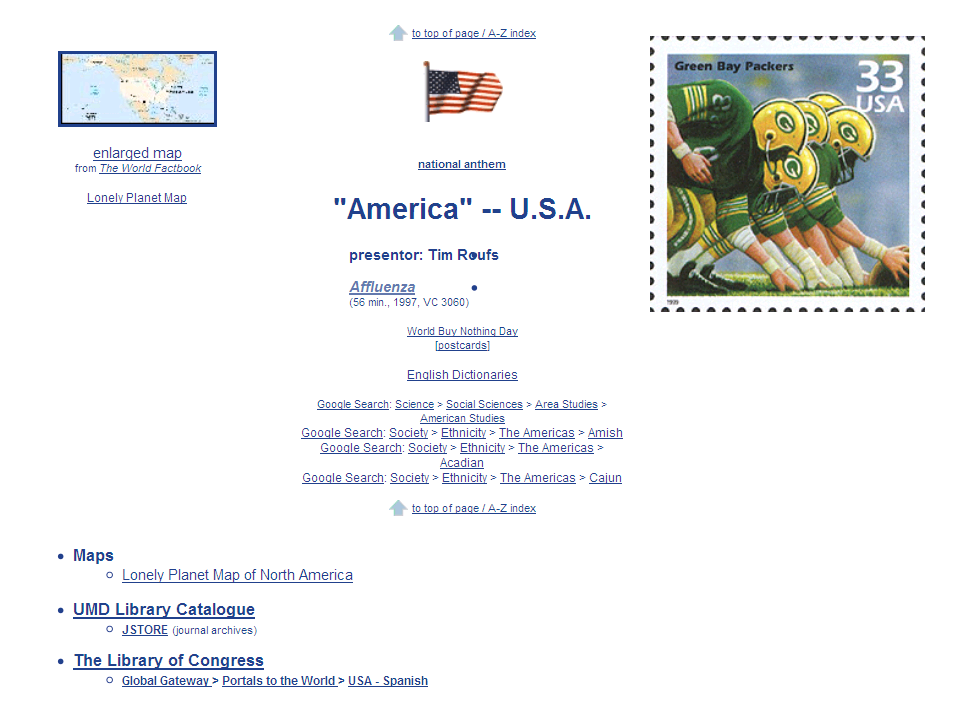 to top of page / A-Z index
enlarged map
from The World Factbook
Lonely Planet Map
national anthem
"America" -- U.S.A.
presentor: Tim Roufs
Affluenza
(56 min., 1997, VC 3060)
World Buy Nothing Day
[postcards]
English Dictionaries
Google Search: Science > Social Sciences > Area Studies >
American Studies
Google Search: Society > Ethnicity > The Americas > Amish
Google Search: Society > Ethnicity > The Americas >
Acadian
Google Search: Society > Ethnicity > The Americas > Cajun
to top of page / A-Z index
Green Bay Packers
33
USA
1999
Maps
Lonely Planet Map of North America
UMD Library Catalogue
JSTORE (journal archives)
The Library of Congress
Global Gateway > Portals to the World > USA - Spanish